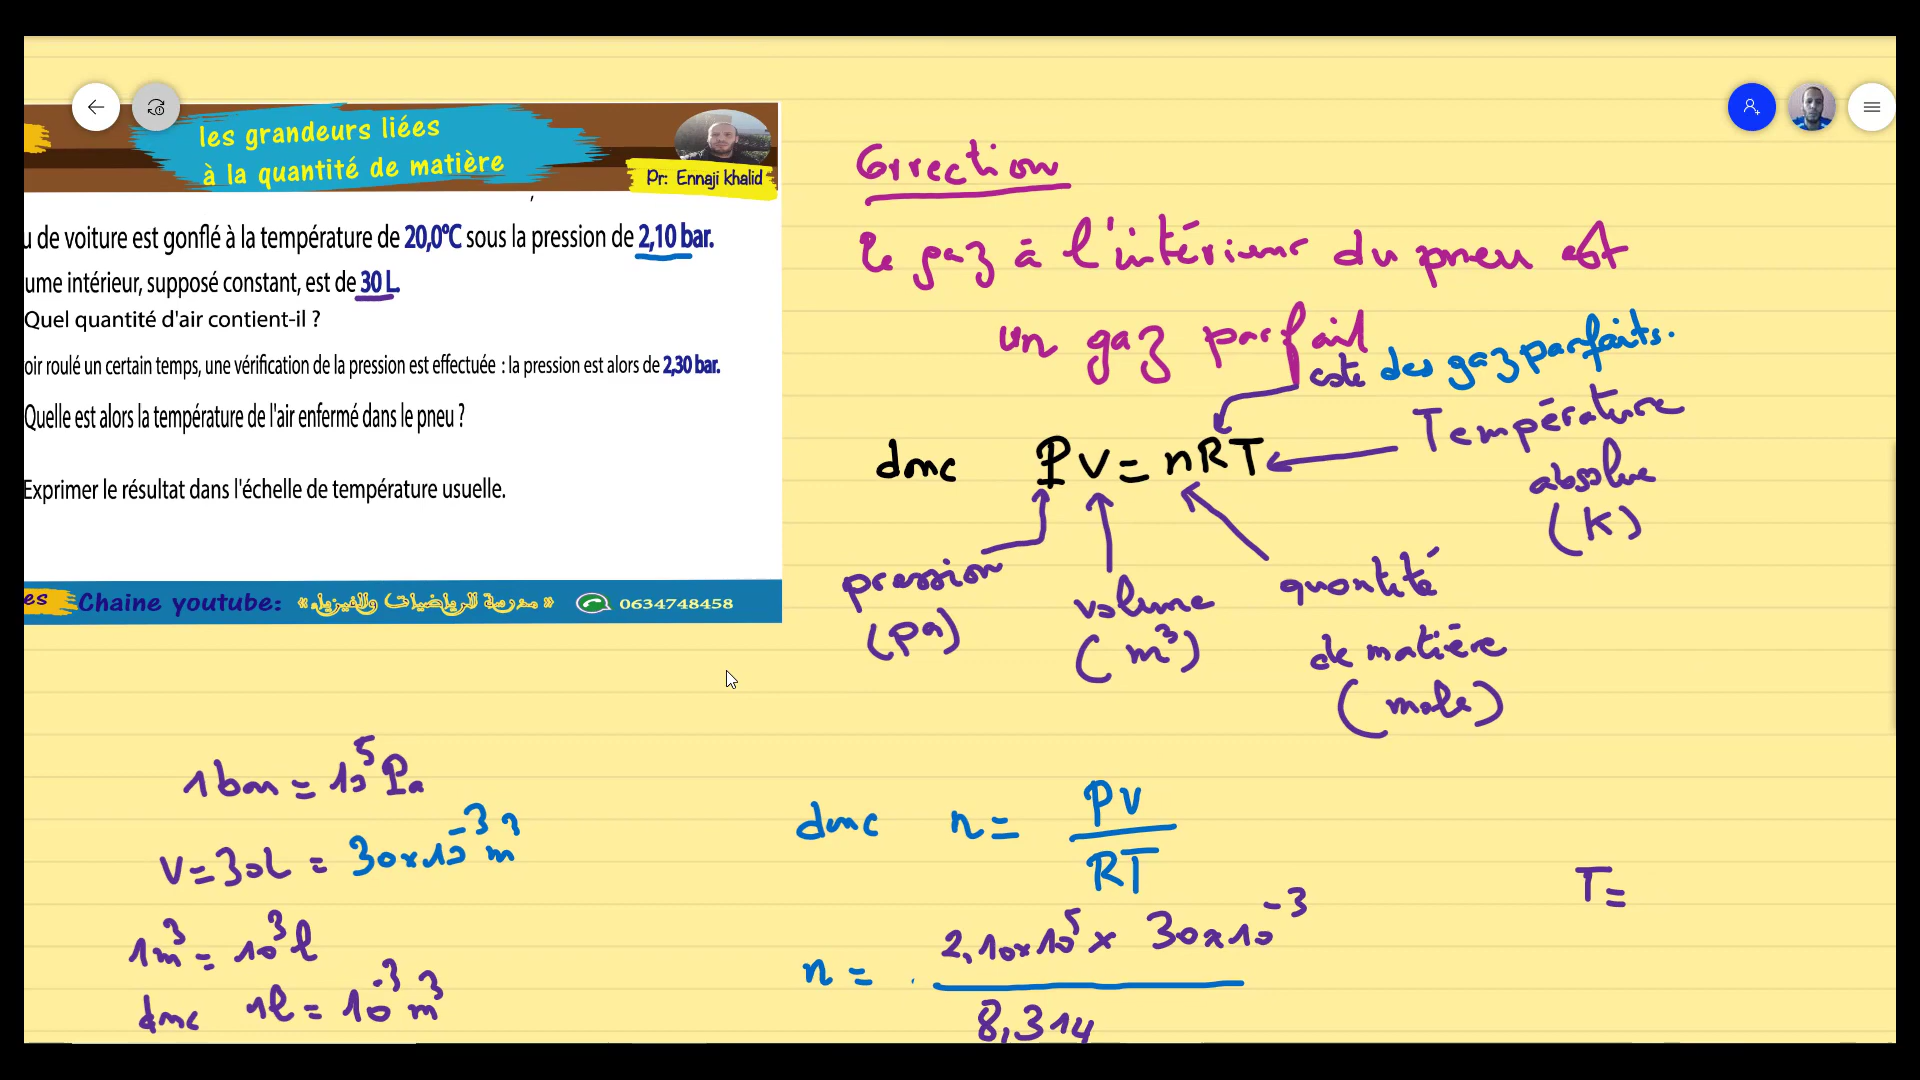 les grandeurs liées
à la quantité de matière
Pr: Ennaji khalid
u de voiture est gonflé à la température de 20,0°C sous la pression de 2,10 bar.
ume intérieur, supposé constant, est de 30 L.
Quel quantité d'air contient-il ?
oir roulé un certain temps, une vérification de la pression est effectuée : la pression est alors de 2,30 bar.
Quelle est alors la température de l'air enfermé dans le pneu ?
Exprimer le résultat dans l'échelle de température usuelle.
es Chaine youtube: « مدرسة الرياضيات والفيزياء » 0634748458
1bar = 10⁵ Pa
V = 30L = 30x10⁻³ m³
1m³ = 10³ l
donc 1l = 10⁻³ m³
Correction
le gaz à l'intérieur du pneu est
un gaz parfait
cste des gaz parfaits.
donc PV = nRT
Température
absolue
(K)
pression
(pa)
volume
(m³)
quantité
de matière
(mole)
donc n = PV / RT
T =
n = 2,10x10⁵ x 30x10⁻³
8,314